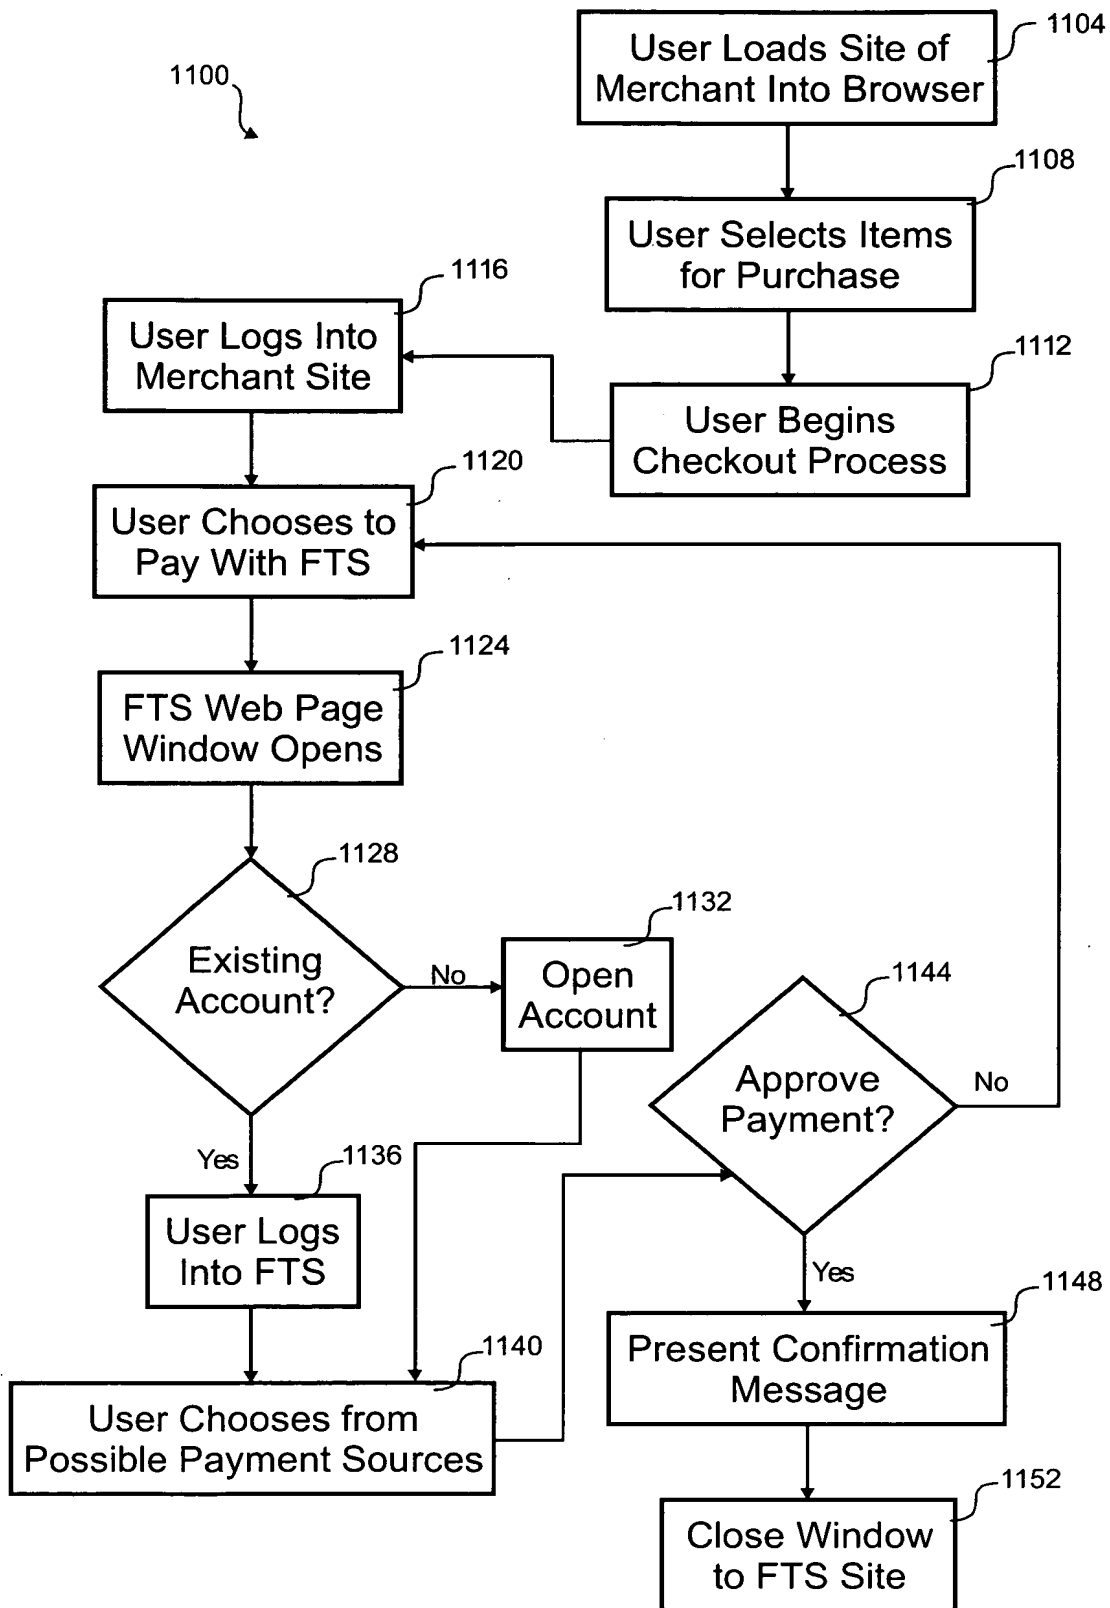 1104
User Loads Site of
Merchant Into Browser
1100
1108
User Selects Items
for Purchase
1116
User Logs Into
Merchant Site
1112
User Begins
Checkout Process
1120
User Chooses to
Pay With FTS
1124
FTS Web Page
Window Opens
1128
Existing
Account?
No
1132
Open
Account
1144
Approve
Payment?
No
Yes
1136
User Logs
Into FTS
Yes
1148
Present Confirmation
Message
1140
User Chooses from
Possible Payment Sources
1152
Close Window
to FTS Site